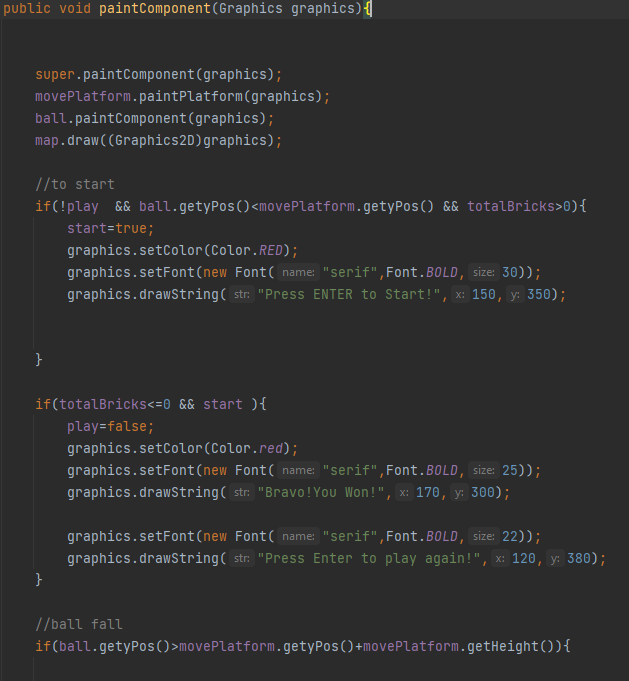 public void paintComponent(Graphics graphics){
super.paintComponent(graphics);
movePlatform.paintPlatform(graphics);
ball.paintComponent(graphics);
map.draw((Graphics2D)graphics);
//to start
if(!play  && ball.getyPos()<movePlatform.getyPos() && totalBricks>0){
start=true;
graphics.setColor(Color.RED);
graphics.setFont(new Font( name: "serif",Font.BOLD, size: 30));
graphics.drawString( str: "Press ENTER to Start!", x: 150, y: 350);
}
if(totalBricks<=0 && start ){
play=false;
graphics.setColor(Color.red);
graphics.setFont(new Font( name: "serif",Font.BOLD, size: 25));
graphics.drawString( str: "Bravo!You Won!", x: 170, y: 300);
graphics.setFont(new Font( name: "serif",Font.BOLD, size: 22));
graphics.drawString( str: "Press Enter to play again!", x: 120, y: 380);
}
//ball fall
if(ball.getyPos()>movePlatform.getyPos()+movePlatform.getHeight()){